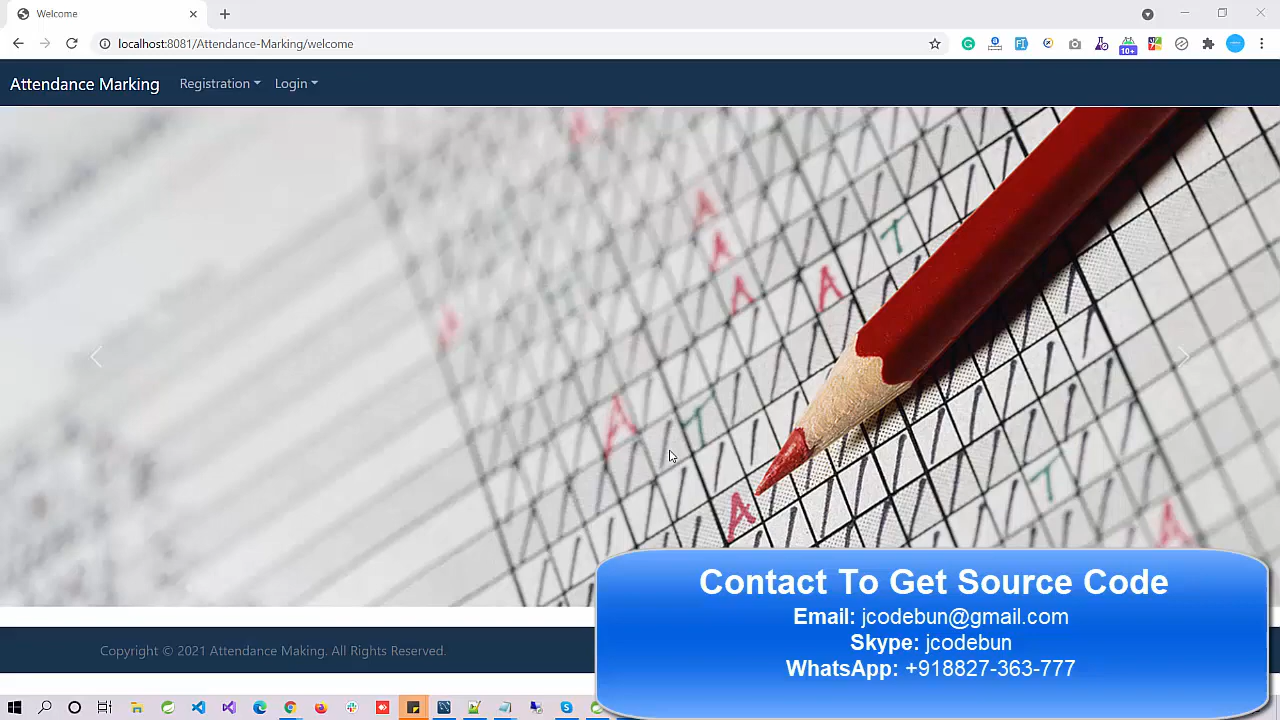 Welcome
localhost:8081/Attendance-Marking/welcome
10+
Attendance Marking Registration Login
A
A
A
T
A
A
A
T
A
T
A
Contact To Get Source Code
Email: jcodebun@gmail.com
Skype: jcodebun
WhatsApp: +918827-363-777
Copyright © 2021 Attendance Making. All Rights Reserved.